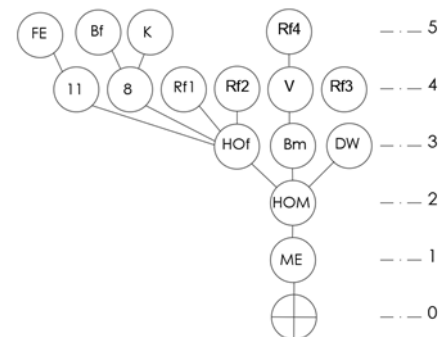 FE Bf K Rf4 5
11 8 Rf1 Rf2 V Rf3 4
HOf Bm DW 3
HOM 2
ME 1
0